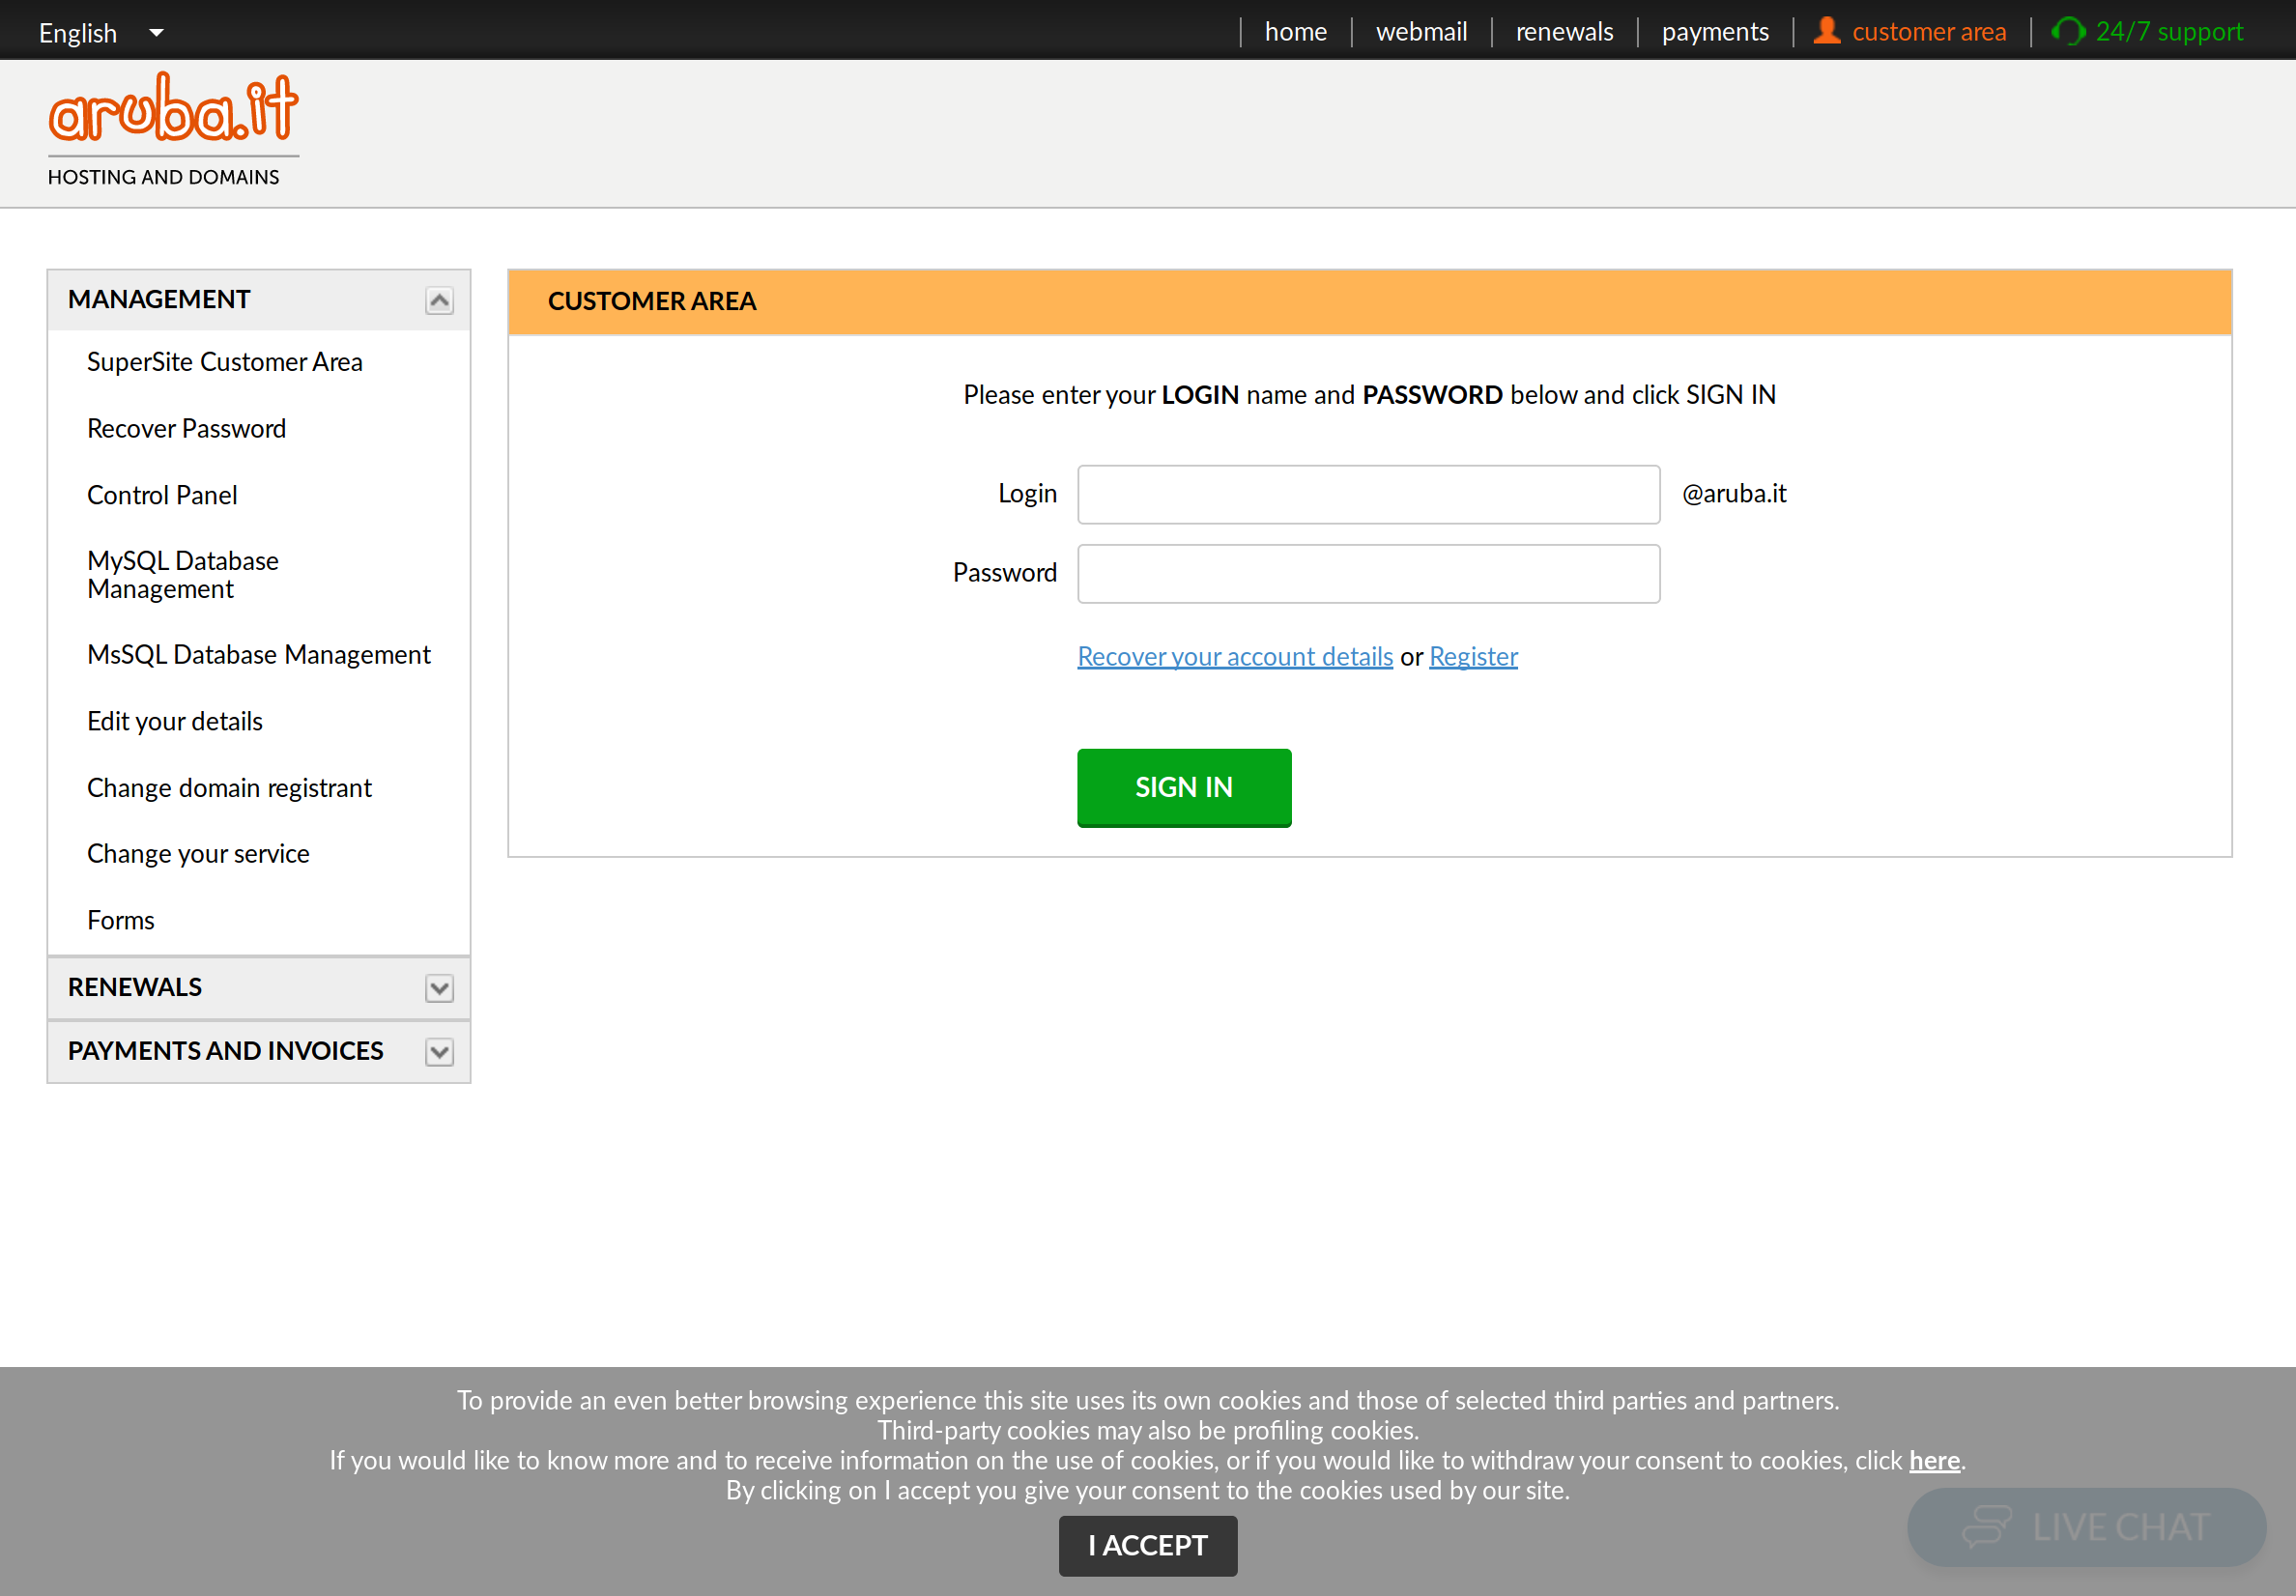 English
home
webmail
renewals
payments
customer area
24/7 support
aruba.it
HOSTING AND DOMAINS
MANAGEMENT
SuperSite Customer Area
Recover Password
Control Panel
MySQL Database
Management
MsSQL Database Management
Edit your details
Change domain registrant
Change your service
Forms
RENEWALS
PAYMENTS AND INVOICES
CUSTOMER AREA
Please enter your LOGIN name and PASSWORD below and click SIGN IN
Login
@aruba.it
Password
Recover your account details or Register
SIGN IN
To provide an even better browsing experience this site uses its own cookies and those of selected third parties and partners.
Third-party cookies may also be profiling cookies.
If you would like to know more and to receive information on the use of cookies, or if you would like to withdraw your consent to cookies, click here.
By clicking on I accept you give your consent to the cookies used by our site.
I ACCEPT
LIVE CHAT